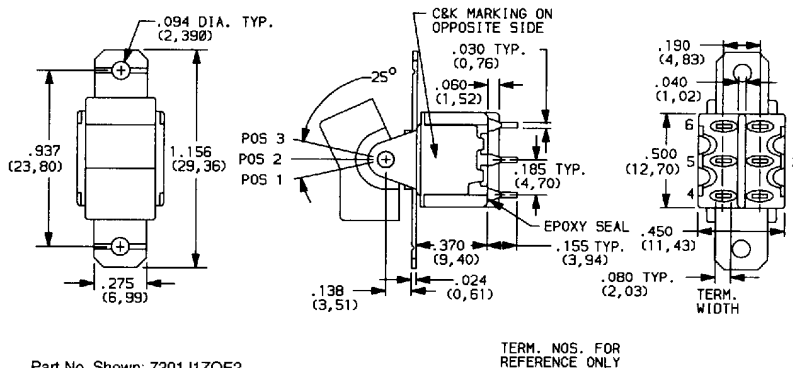 .094 DIA. TYP.
(2,390)
.937
(23,80)
1.156
(29,36)
.275
(6,99)
C&K MARKING ON
OPPOSITE SIDE
.030 TYP.
(0,76)
.060
(1,52)
25°
POS 3
POS 2
POS 1
.185 TYP.
(4,70)
EPOXY SEAL
.370
(9,40)
.155 TYP.
(3,94)
.024
(0,61)
.138
(3,51)
.190
(4,83)
.040
(1,02)
6
.500
(12,70)
5
4
.450
(11,43)
.080 TYP.
(2,03)
TERM.
WIDTH
TERM. NOS. FOR
REFERENCE ONLY